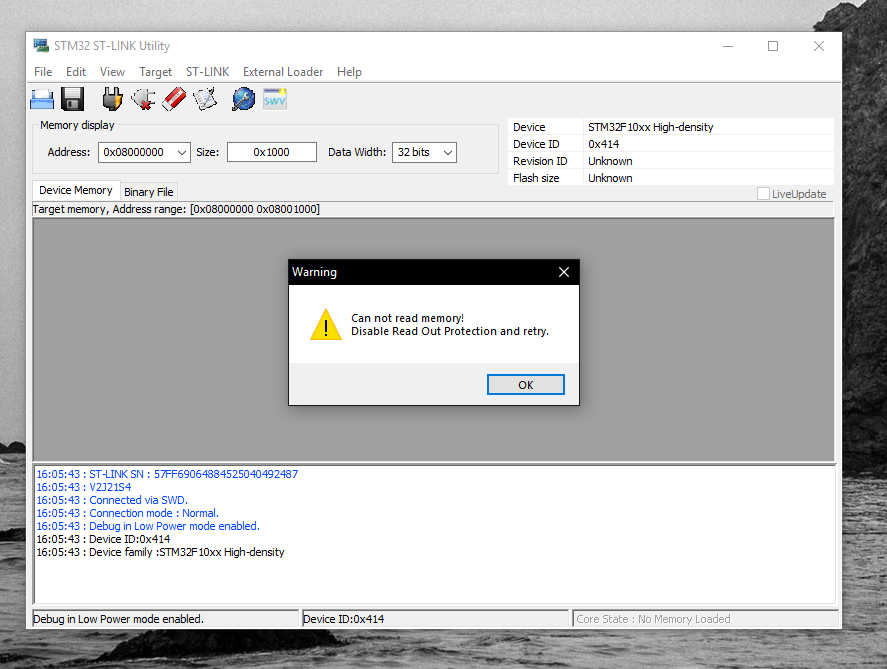 STM32 ST-LINK Utility
File Edit View Target ST-LINK External Loader Help
SWV
Memory display
Address: 0x08000000 Size: 0x1000 Data Width: 32 bits
Device STM32F10xx High-density
Device ID 0x414
Revision ID Unknown
Flash size Unknown
LiveUpdate
Device Memory Binary File
Target memory, Address range: [0x08000000 0x08001000]
Warning
Can not read memory!
Disable Read Out Protection and retry.
OK
16:05:43 : ST-LINK SN : 57FF69064884525040492487
16:05:43 : V2J21S4
16:05:43 : Connected via SWD.
16:05:43 : Connection mode : Normal.
16:05:43 : Debug in Low Power mode enabled.
16:05:43 : Device ID:0x414
16:05:43 : Device family :STM32F10xx High-density
Debug in Low Power mode enabled. Device ID:0x414 Core State : No Memory Loaded